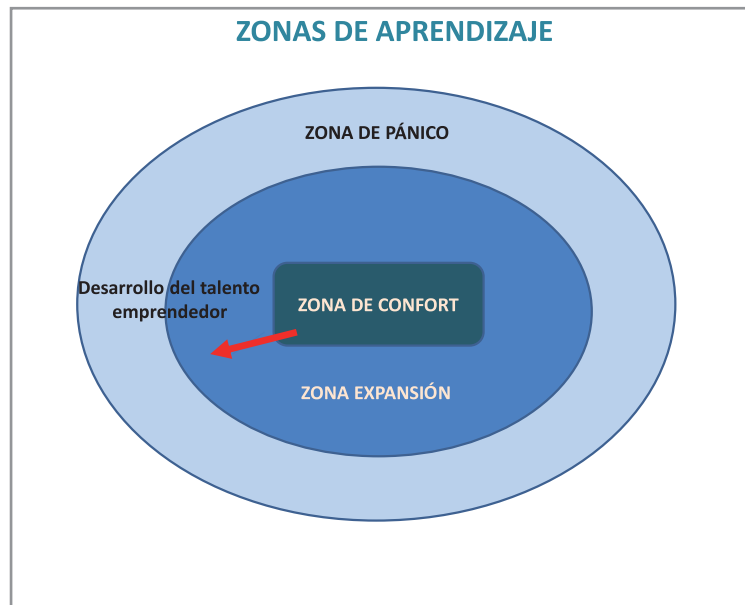 ZONAS DE APRENDIZAJE
ZONA DE PÁNICO
Desarrollo del talento
emprendedor
ZONA DE CONFORT
ZONA EXPANSIÓN